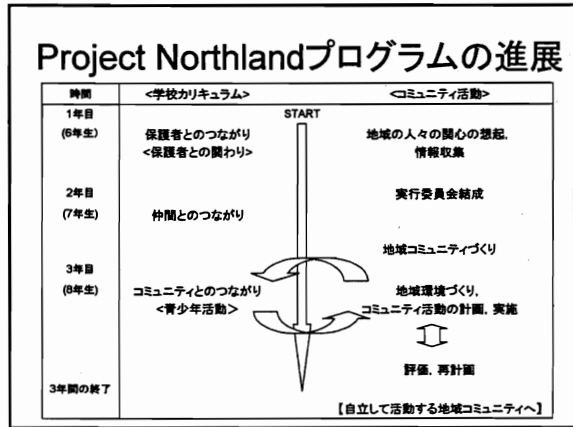 Project Northlandプログラムの進展
時間 <学校カリキュラム> <コミュニティ活動>
1年目 START
(6年生) 保護者とのつながり 地域の人々の関心の想起,
<保護者との関わり> 情報収集
2年目 実行委員会結成
(7年生) 仲間とのつながり
地域コミュニティづくり
3年目
(8年生) コミュニティとのつながり 地域環境づくり,
<青少年活動> コミュニティ活動の計画, 実施
評価, 再計画
3年間の終了
【自立して活動する地域コミュニティへ】